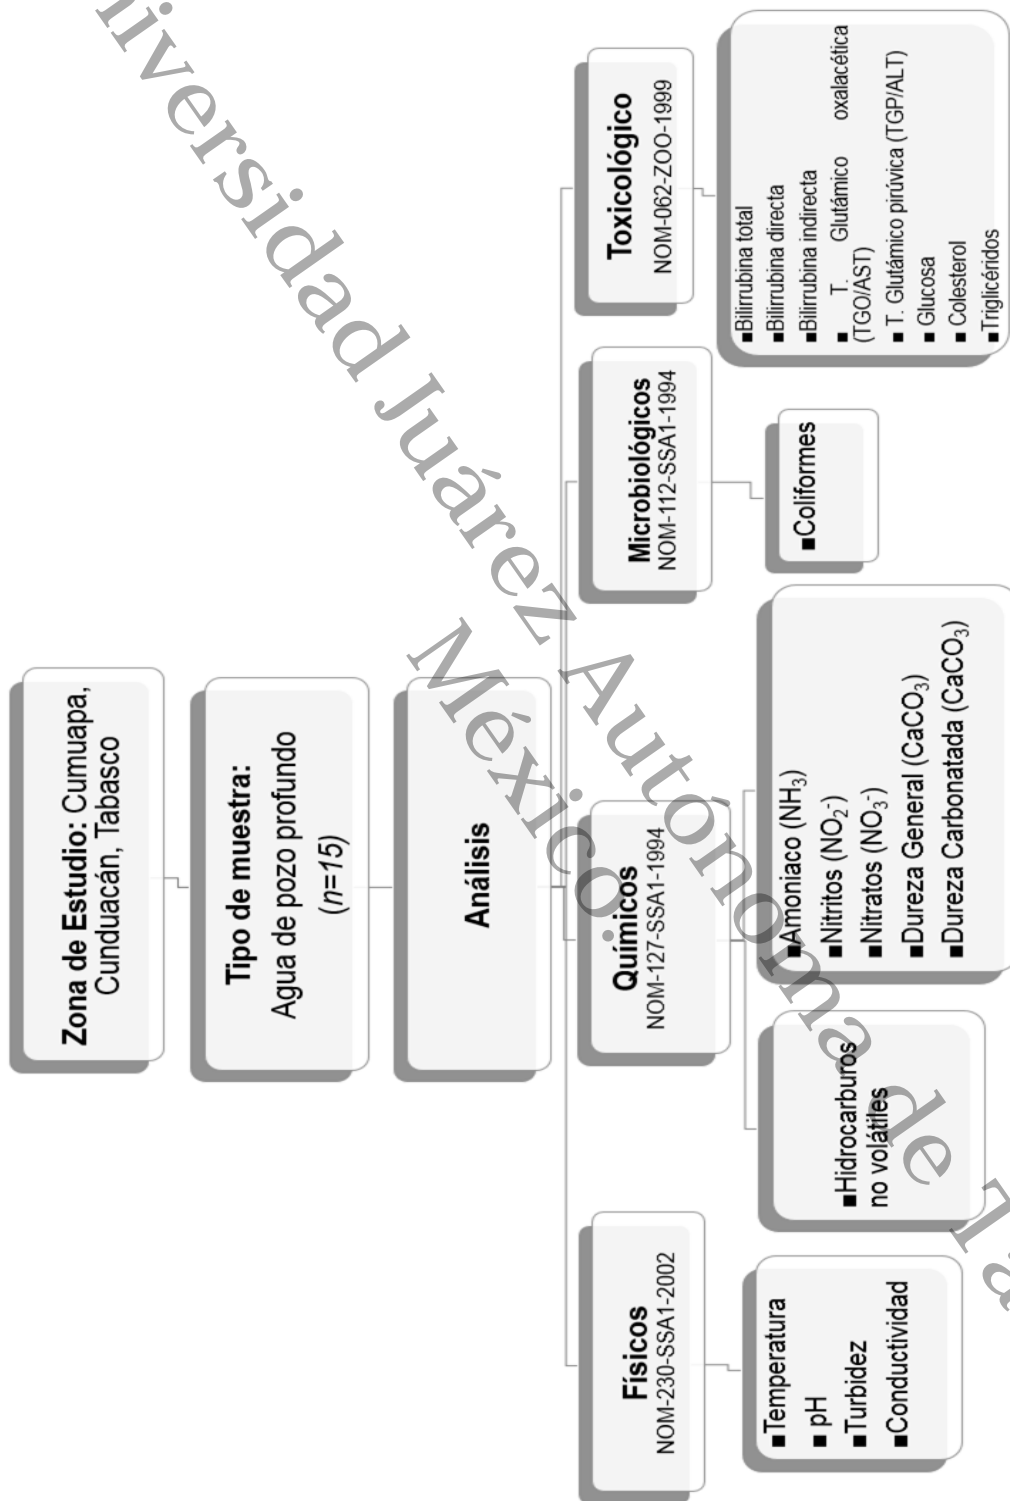 Zona de Estudio: Cumuapa,
Cunduacán, Tabasco
Tipo de muestra:
Agua de pozo profundo
(n=15)
Análisis
Físicos
NOM-230-SSA1-2002
■Temperatura
■ pH
■Turbidez
■Conductividad
Químicos
NOM-127-SSA1-1994
■Hidrocarburos
no volátiles
■Amoniaco (NH₃)
■Nitritos (NO₂⁻)
■Nitratos (NO₃⁻)
■Dureza General (CaCO₃)
■Dureza Carbonatada (CaCO₃)
Microbiológicos
NOM-112-SSA1-1994
■Coliformes
Toxicológico
NOM-062-ZOO-1999
■Bilirrubina total
■Bilirrubina directa
■Bilirrubina indirecta
■ T. Glutámico oxalacética
(TGO/AST)
■ T. Glutámico pirúvica (TGP/ALT)
■ Glucosa
■ Colesterol
■Triglicéridos
Universidad Juárez Autónoma de
México.